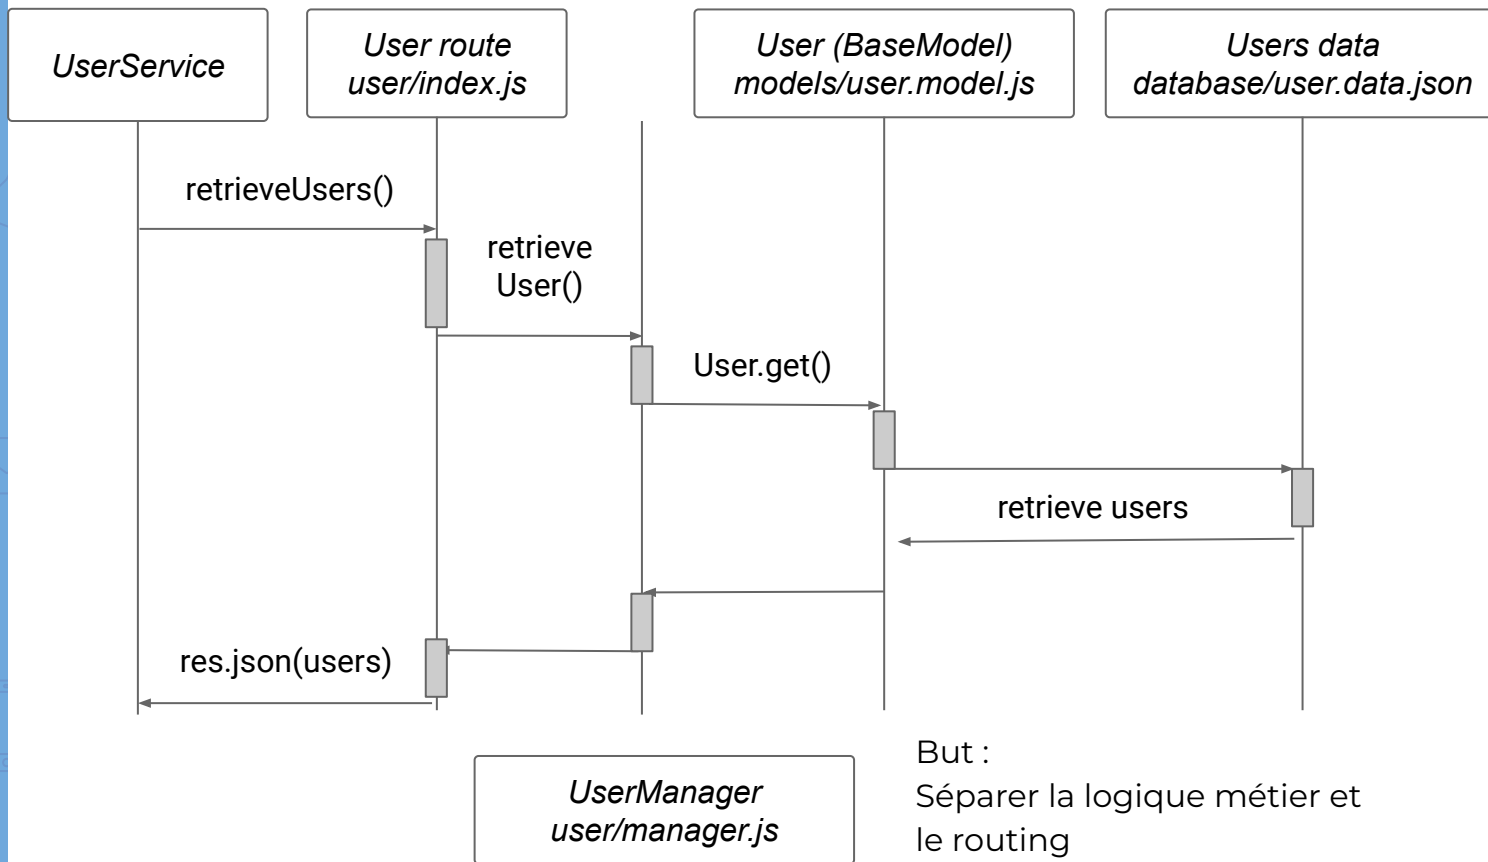 UserService
User route
user/index.js
User (BaseModel)
models/user.model.js
Users data
database/user.data.json
retrieveUsers()
retrieve
User()
User.get()
retrieve users
res.json(users)
UserManager
user/manager.js
But :
Séparer la logique métier et
le routing